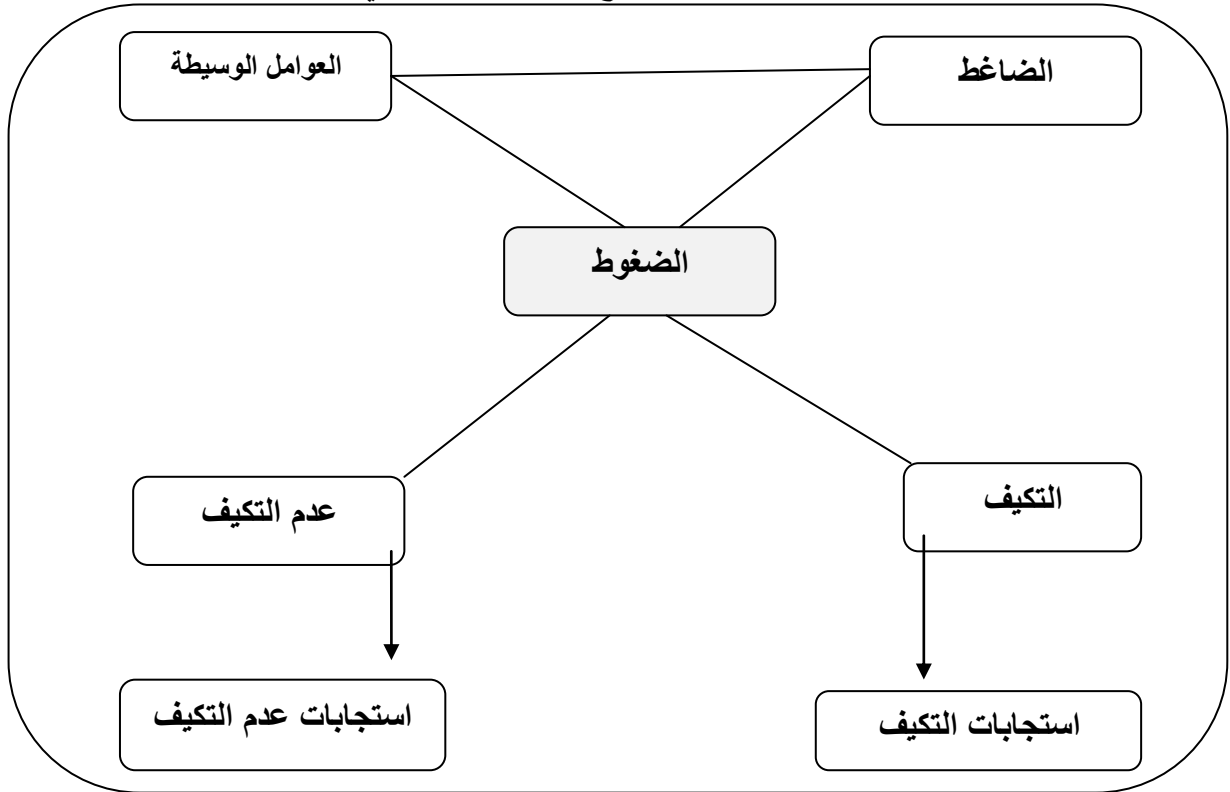 الضاغط
العوامل الوسيطة
الضغوط
التكيف
عدم التكيف
استجابات التكيف
استجابات عدم التكيف